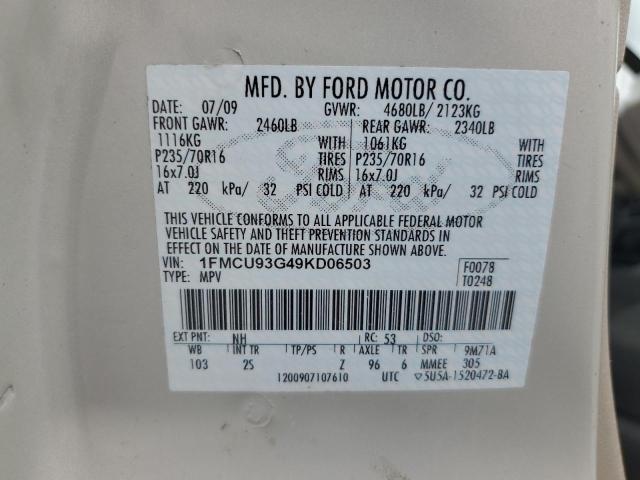 MFD. BY FORD MOTOR CO.
DATE: 07/09 GVWR: 4680LB/ 2123KG
FRONT GAWR: 2460LB REAR GAWR: 2340LB
1116KG WITH 1061KG WITH
P235/70R16 TIRES P235/70R16 TIRES
16x7.0J RIMS 16x7.0J RIMS
AT 220 kPa/ 32 PSI COLD AT 220 kPa/ 32 PSI COLD
THIS VEHICLE CONFORMS TO ALL APPLICABLE FEDERAL MOTOR
VEHICLE SAFETY AND THEFT PREVENTION STANDARDS IN
EFFECT ON THE DATE OF MANUFACTURE SHOWN ABOVE.
VIN: 1FMCU93G49KD06503 F0078
TYPE: MPV T0248
EXT PNT: NH RC: 53 DSO:
WB INT TR TP/PS R AXLE TR SPR 9M71A
103 2S Z 96 6 MMEE 305
1200907107610 UTC 5U5A-1520472-BA